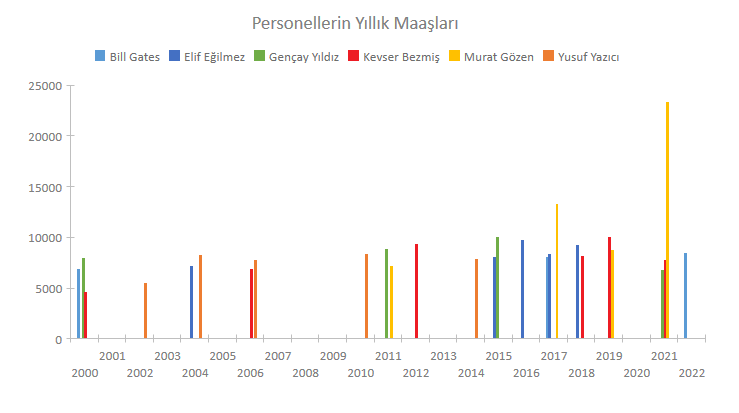 Personellerin Yıllık Maaşları
Bill Gates Elif Eğilmez Gençay Yıldız Kevser Bezmiş Murat Gözen Yusuf Yazıcı
25000
20000
15000
10000
5000
0
2001 2003 2005 2007 2009 2011 2013 2015 2017 2019 2021
2000 2002 2004 2006 2008 2010 2012 2014 2016 2018 2020 2022